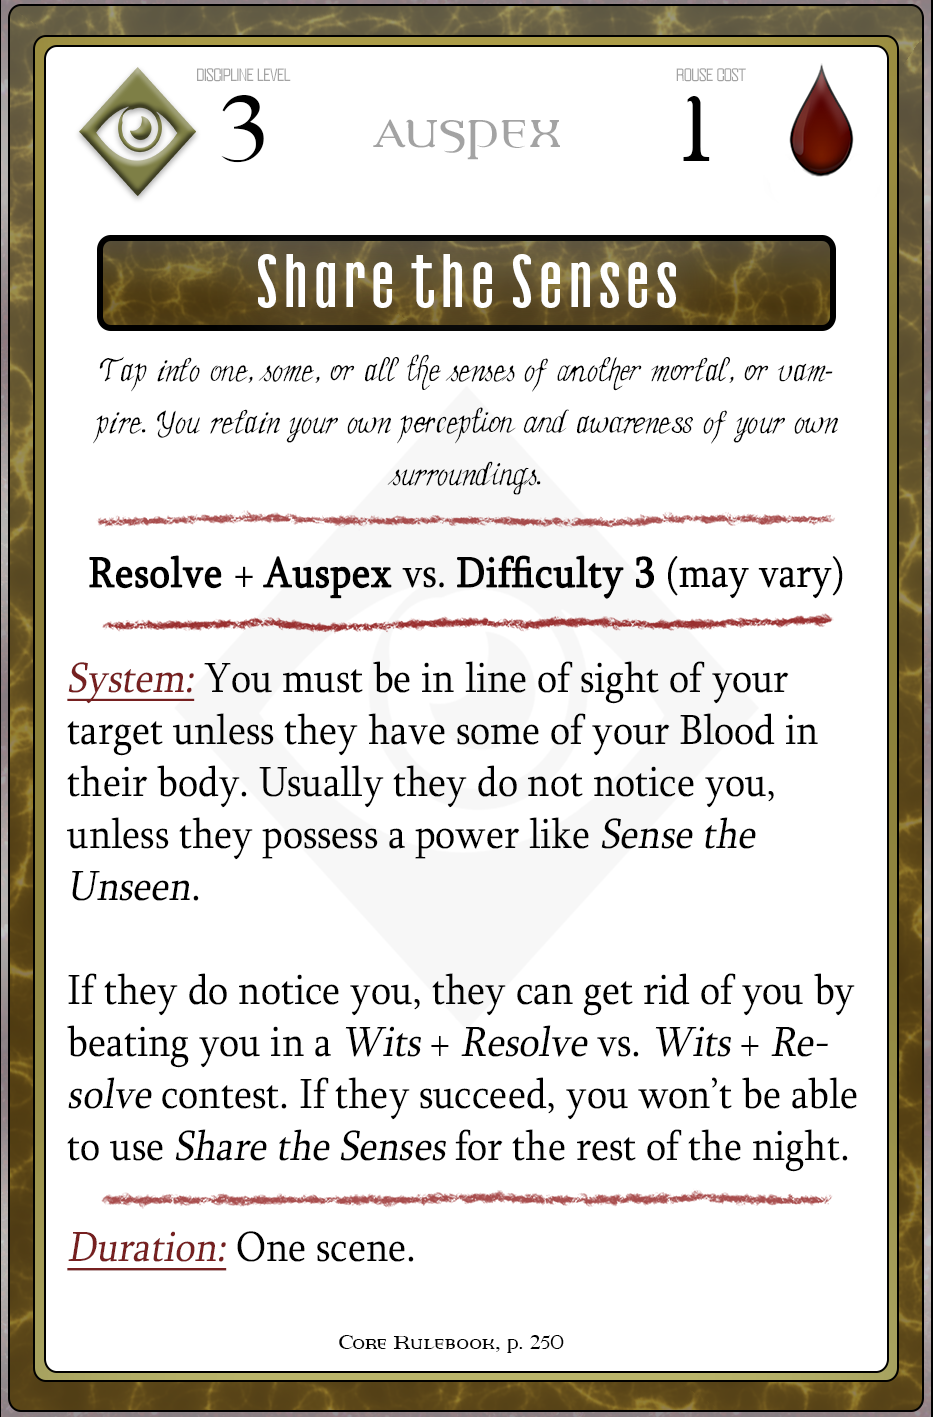 DISCIPLINE LEVEL
3
AUSPEX
ROUSE COST
1
Share the Senses
Tap into one, some, or all the senses of another mortal, or vam-
pire. You retain your own perception and awareness of your own
surroundings.
Resolve + Auspex vs. Difficulty 3 (may vary)
System: You must be in line of sight of your
target unless they have some of your Blood in
their body. Usually they do not notice you,
unless they possess a power like Sense the
Unseen.
If they do notice you, they can get rid of you by
beating you in a Wits + Resolve vs. Wits + Re-
solve contest. If they succeed, you won’t be able
to use Share the Senses for the rest of the night.
Duration: One scene.
Core Rulebook, p. 250